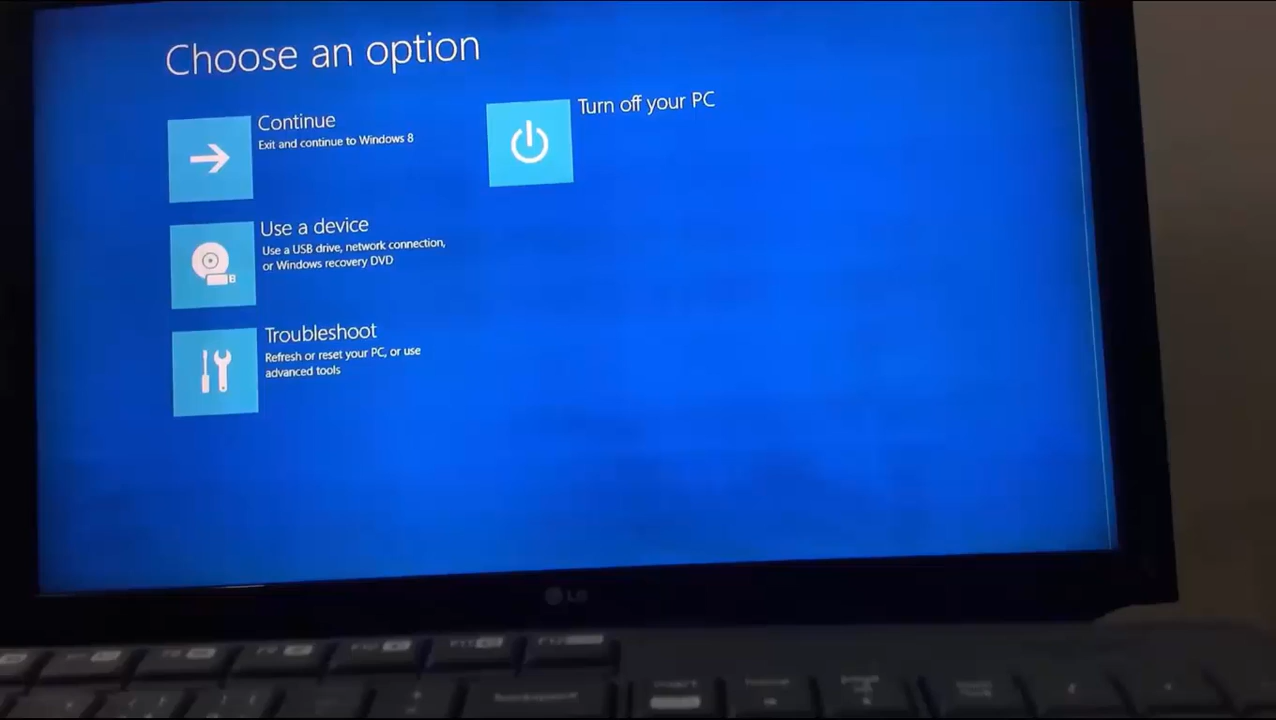 Choose an option
Continue
Exit and continue to Windows 8
Turn off your PC
Use a device
Use a USB drive, network connection,
or Windows recovery DVD
Troubleshoot
Refresh or reset your PC, or use
advanced tools
LG